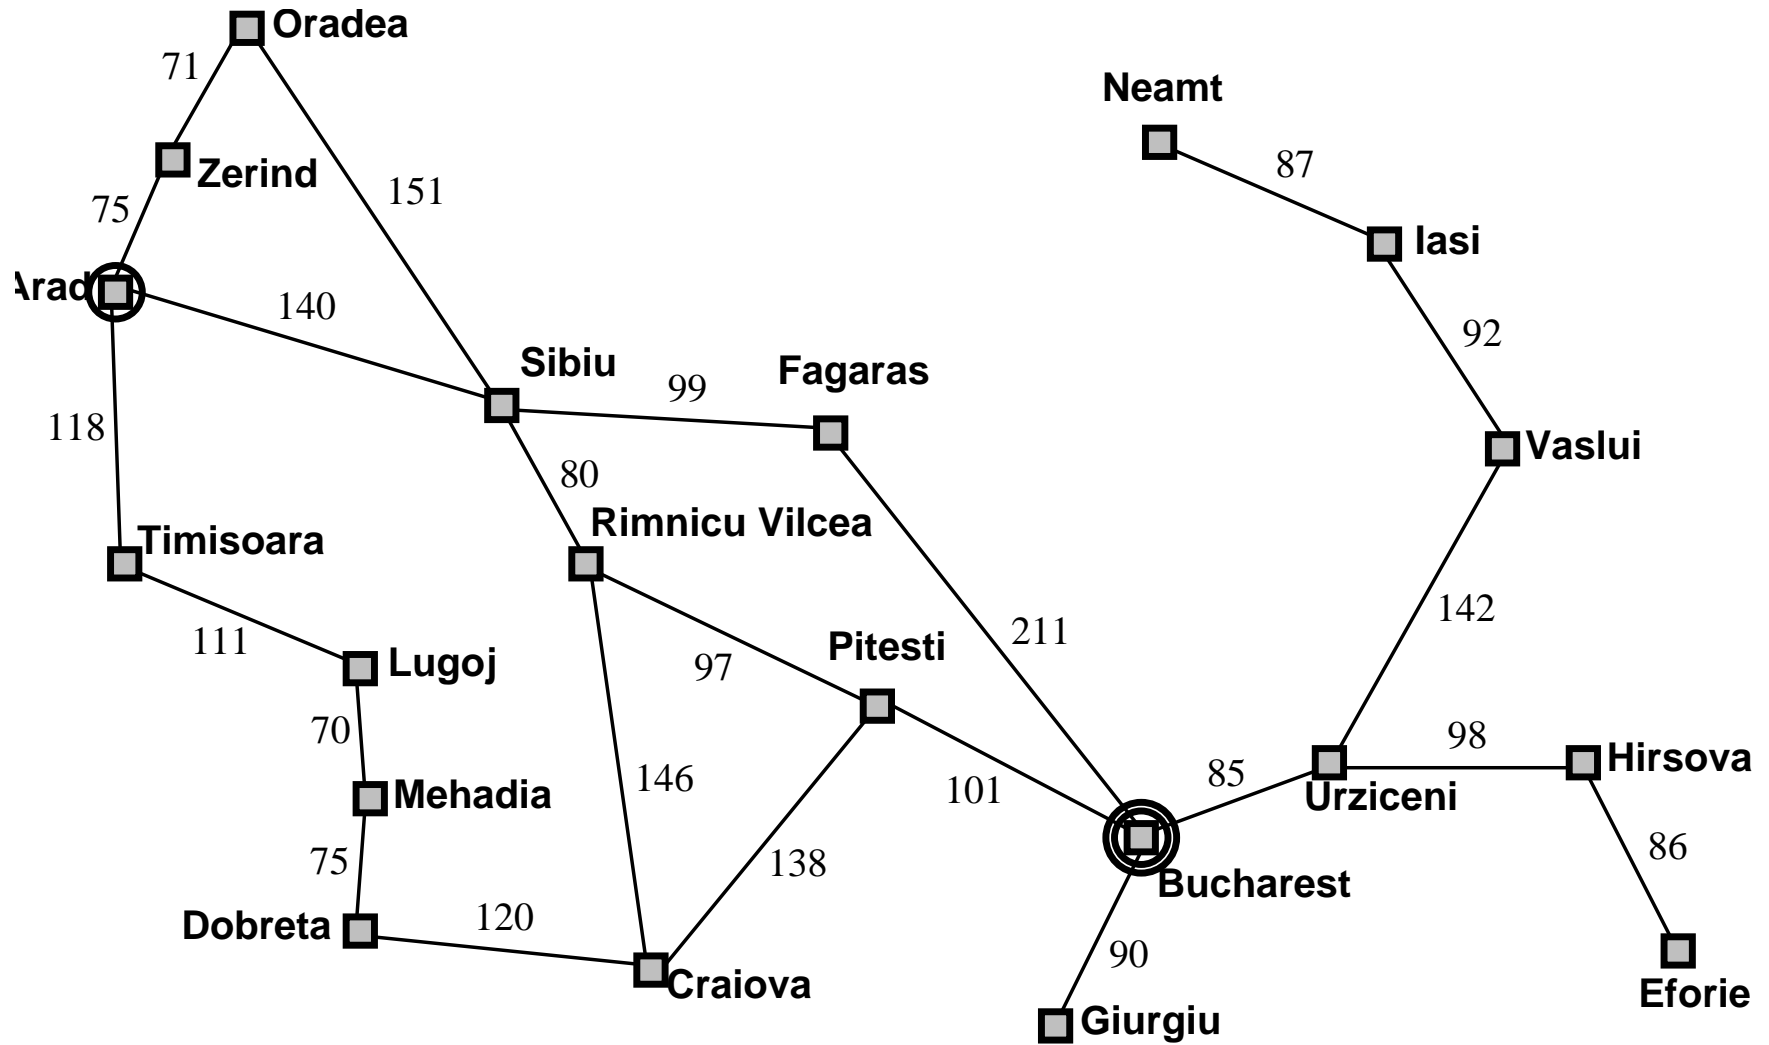 Oradea
71
Neamt
87
Zerind
151
75
Iasi
Arad
140
92
Sibiu
99
Fagaras
118
Vaslui
80
Rimnicu Vilcea
Timisoara
142
211
111
Lugoj
97
Pitesti
70
98
Hirsova
146
101
85
Urziceni
Mehadia
75
138
86
Bucharest
Dobreta
120
90
Craiova
Eforie
Giurgiu